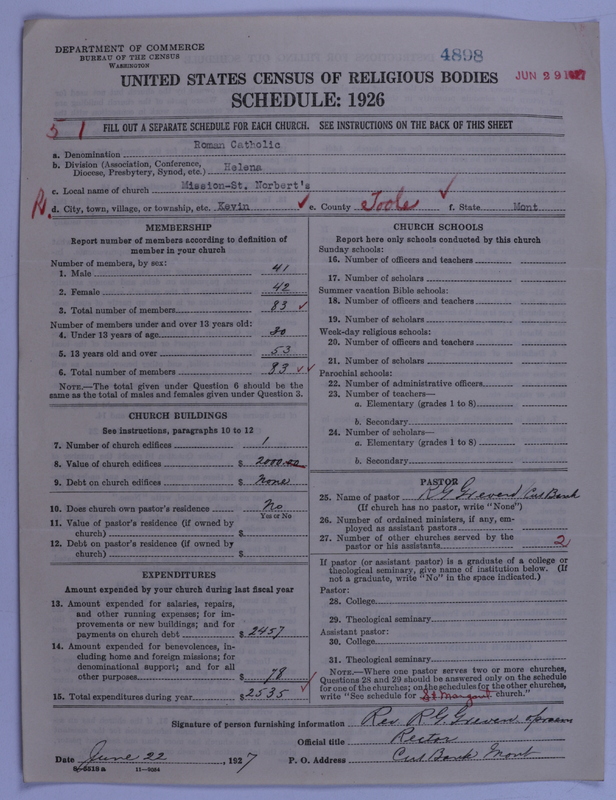 DEPARTMENT OF COMMERCE
BUREAU OF THE CENSUS
WASHINGTON
4898
JUN 29 1927
UNITED STATES CENSUS OF RELIGIOUS BODIES
SCHEDULE: 1926
51
FILL OUT A SEPARATE SCHEDULE FOR EACH CHURCH. SEE INSTRUCTIONS ON THE BACK OF THIS SHEET
a. Denomination Roman Catholic
b. Division (Association, Conference, Diocese, Presbytery, Synod, etc.) Helena
c. Local name of church Mission-St. Norbert's
R. d. City, town, village, or township, etc. Kevin e. County Toole f. State Mont
MEMBERSHIP
Report number of members according to definition of
member in your church
Number of members, by sex:
1. Male 41
2. Female 42
3. Total number of members 83
Number of members under and over 13 years old:
4. Under 13 years of age 30
5. 13 years old and over 53
6. Total number of members 83
NOTE.—The total given under Question 6 should be the
same as the total of males and females given under Question 3.
CHURCH BUILDINGS
See instructions, paragraphs 10 to 12
7. Number of church edifices 1
8. Value of church edifices $ 2000.00
9. Debt on church edifices $ None
10. Does church own pastor's residence No
Yes or No
11. Value of pastor's residence (if owned by
church) $
12. Debt on pastor's residence (if owned by
church) $
EXPENDITURES
Amount expended by your church during last fiscal year
13. Amount expended for salaries, repairs,
and other running expenses; for im-
provements or new buildings; and for
payments on church debt $ 2457
14. Amount expended for benevolences, in-
cluding home and foreign missions; for
denominational support; and for all
other purposes $ 78
15. Total expenditures during year $ 2535
CHURCH SCHOOLS
Report here only schools conducted by this church
Sunday schools:
16. Number of officers and teachers
17. Number of scholars
Summer vacation Bible schools:
18. Number of officers and teachers
19. Number of scholars
Week-day religious schools:
20. Number of officers and teachers
21. Number of scholars
Parochial schools:
22. Number of administrative officers
23. Number of teachers—
a. Elementary (grades 1 to 8)
b. Secondary
24. Number of scholars—
a. Elementary (grades 1 to 8)
b. Secondary
PASTOR
25. Name of pastor R G Greven Cut Bank
(If church has no pastor, write "None")
26. Number of ordained ministers, if any, em-
ployed as assistant pastors
27. Number of other churches served by the
pastor or his assistants 2
If pastor (or assistant pastor) is a graduate of a college or
theological seminary, give name of institution below. (If
not a graduate, write "No" in the space indicated.)
Pastor:
28. College
29. Theological seminary
Assistant pastor:
30. College
31. Theological seminary
NOTE.—Where one pastor serves two or more churches,
Questions 28 and 29 should be answered only on the schedule
for one of the churches; on the schedules for the other churches,
write "See schedule for St Margaret church."
Signature of person furnishing information Rev. R G Greven
Official title Rector
Date June 22, 1927 P. O. Address Cut Bank Mont
8-5518 a 11-9084